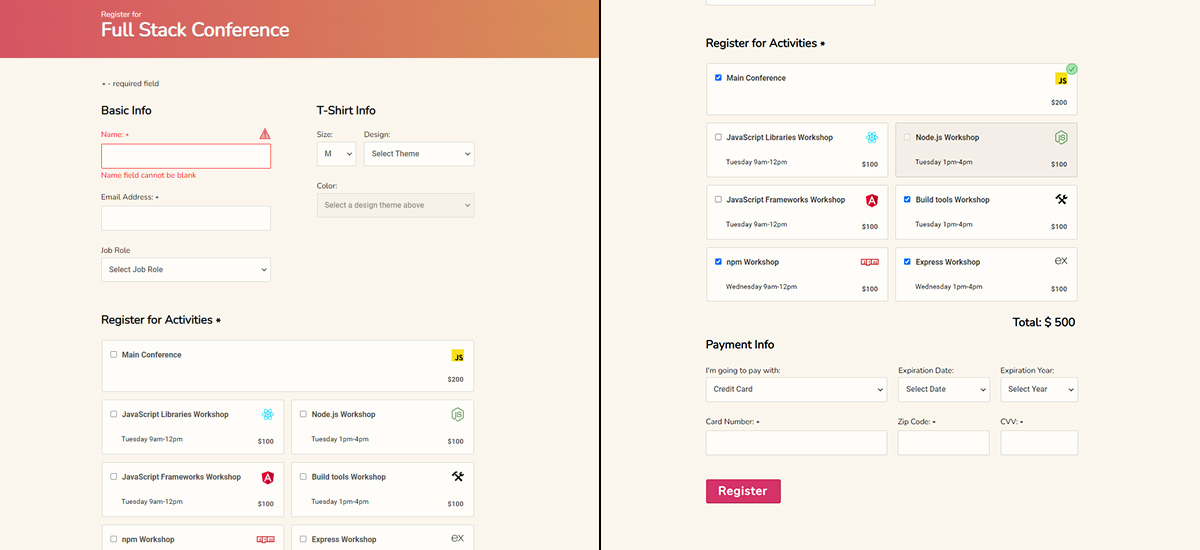 Register for
Full Stack Conference
* - required field
Basic Info
Name: *
Name field cannot be blank
Email Address: *
Job Role
Select Job Role
T-Shirt Info
Size:
Design:
M
Select Theme
Color:
Select a design theme above
Register for Activities *
Main Conference
JS
$200
JavaScript Libraries Workshop
Tuesday 9am-12pm
$100
Node.js Workshop
JS
Tuesday 1pm-4pm
$100
JavaScript Frameworks Workshop
A
Tuesday 9am-12pm
$100
Build tools Workshop
Tuesday 1pm-4pm
$100
npm Workshop
npm
Express Workshop
ex
Register for Activities *
Main Conference
JS
$200
JavaScript Libraries Workshop
Tuesday 9am-12pm
$100
Node.js Workshop
JS
Tuesday 1pm-4pm
$100
JavaScript Frameworks Workshop
A
Tuesday 9am-12pm
$100
Build tools Workshop
Tuesday 1pm-4pm
$100
npm Workshop
npm
Wednesday 9am-12pm
$100
Express Workshop
ex
Wednesday 1pm-4pm
$100
Total: $ 500
Payment Info
I'm going to pay with:
Expiration Date:
Expiration Year:
Credit Card
Select Date
Select Year
Card Number: *
Zip Code: *
CVV: *
Register